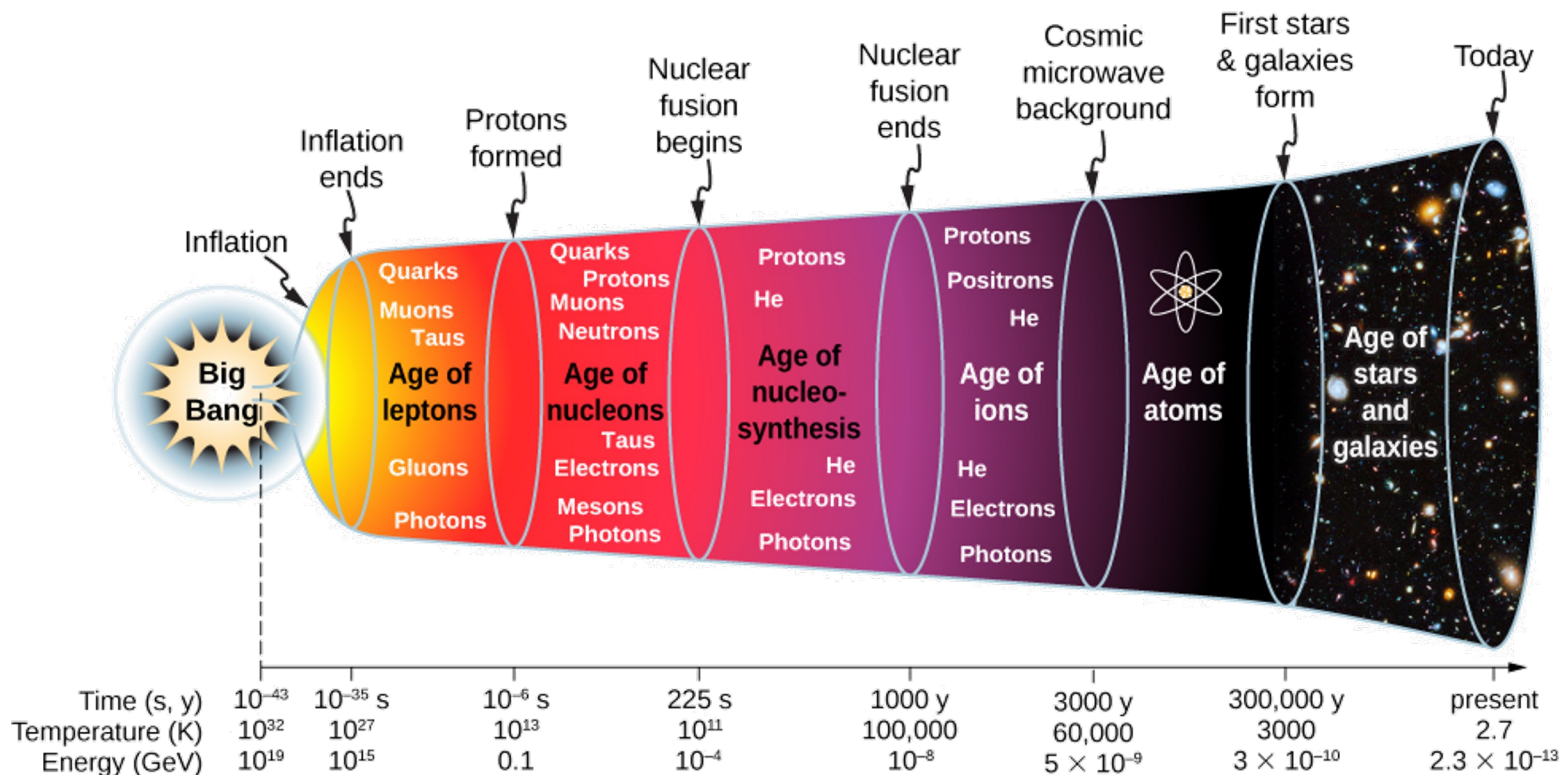 First stars
& galaxies
form
Cosmic
microwave
background
Today
Nuclear
fusion
ends
Nuclear
fusion
begins
Protons
formed
Inflation
ends
Inflation
Big
Bang
Quarks
Muons
Taus
Age of
leptons
Gluons
Photons
Quarks
Protons
Muons
Neutrons
Age of
nucleons
Taus
Electrons
Mesons
Photons
Protons
He
Age of
nucleo-
synthesis
He
Electrons
Photons
Protons
Positrons
He
Age of
ions
He
Electrons
Photons
Age of
atoms
Age of
stars
and
galaxies
Time (s, y) 10⁻⁴³ 10⁻³⁵ s 10⁻⁶ s 225 s 1000 y 3000 y 300,000 y present
Temperature (K) 10³² 10²⁷ 10¹³ 10¹¹ 100,000 60,000 3000 2.7
Energy (GeV) 10¹⁹ 10¹⁵ 0.1 10⁻⁴ 10⁻⁸ 5 × 10⁻⁹ 3 × 10⁻¹⁰ 2.3 × 10⁻¹³